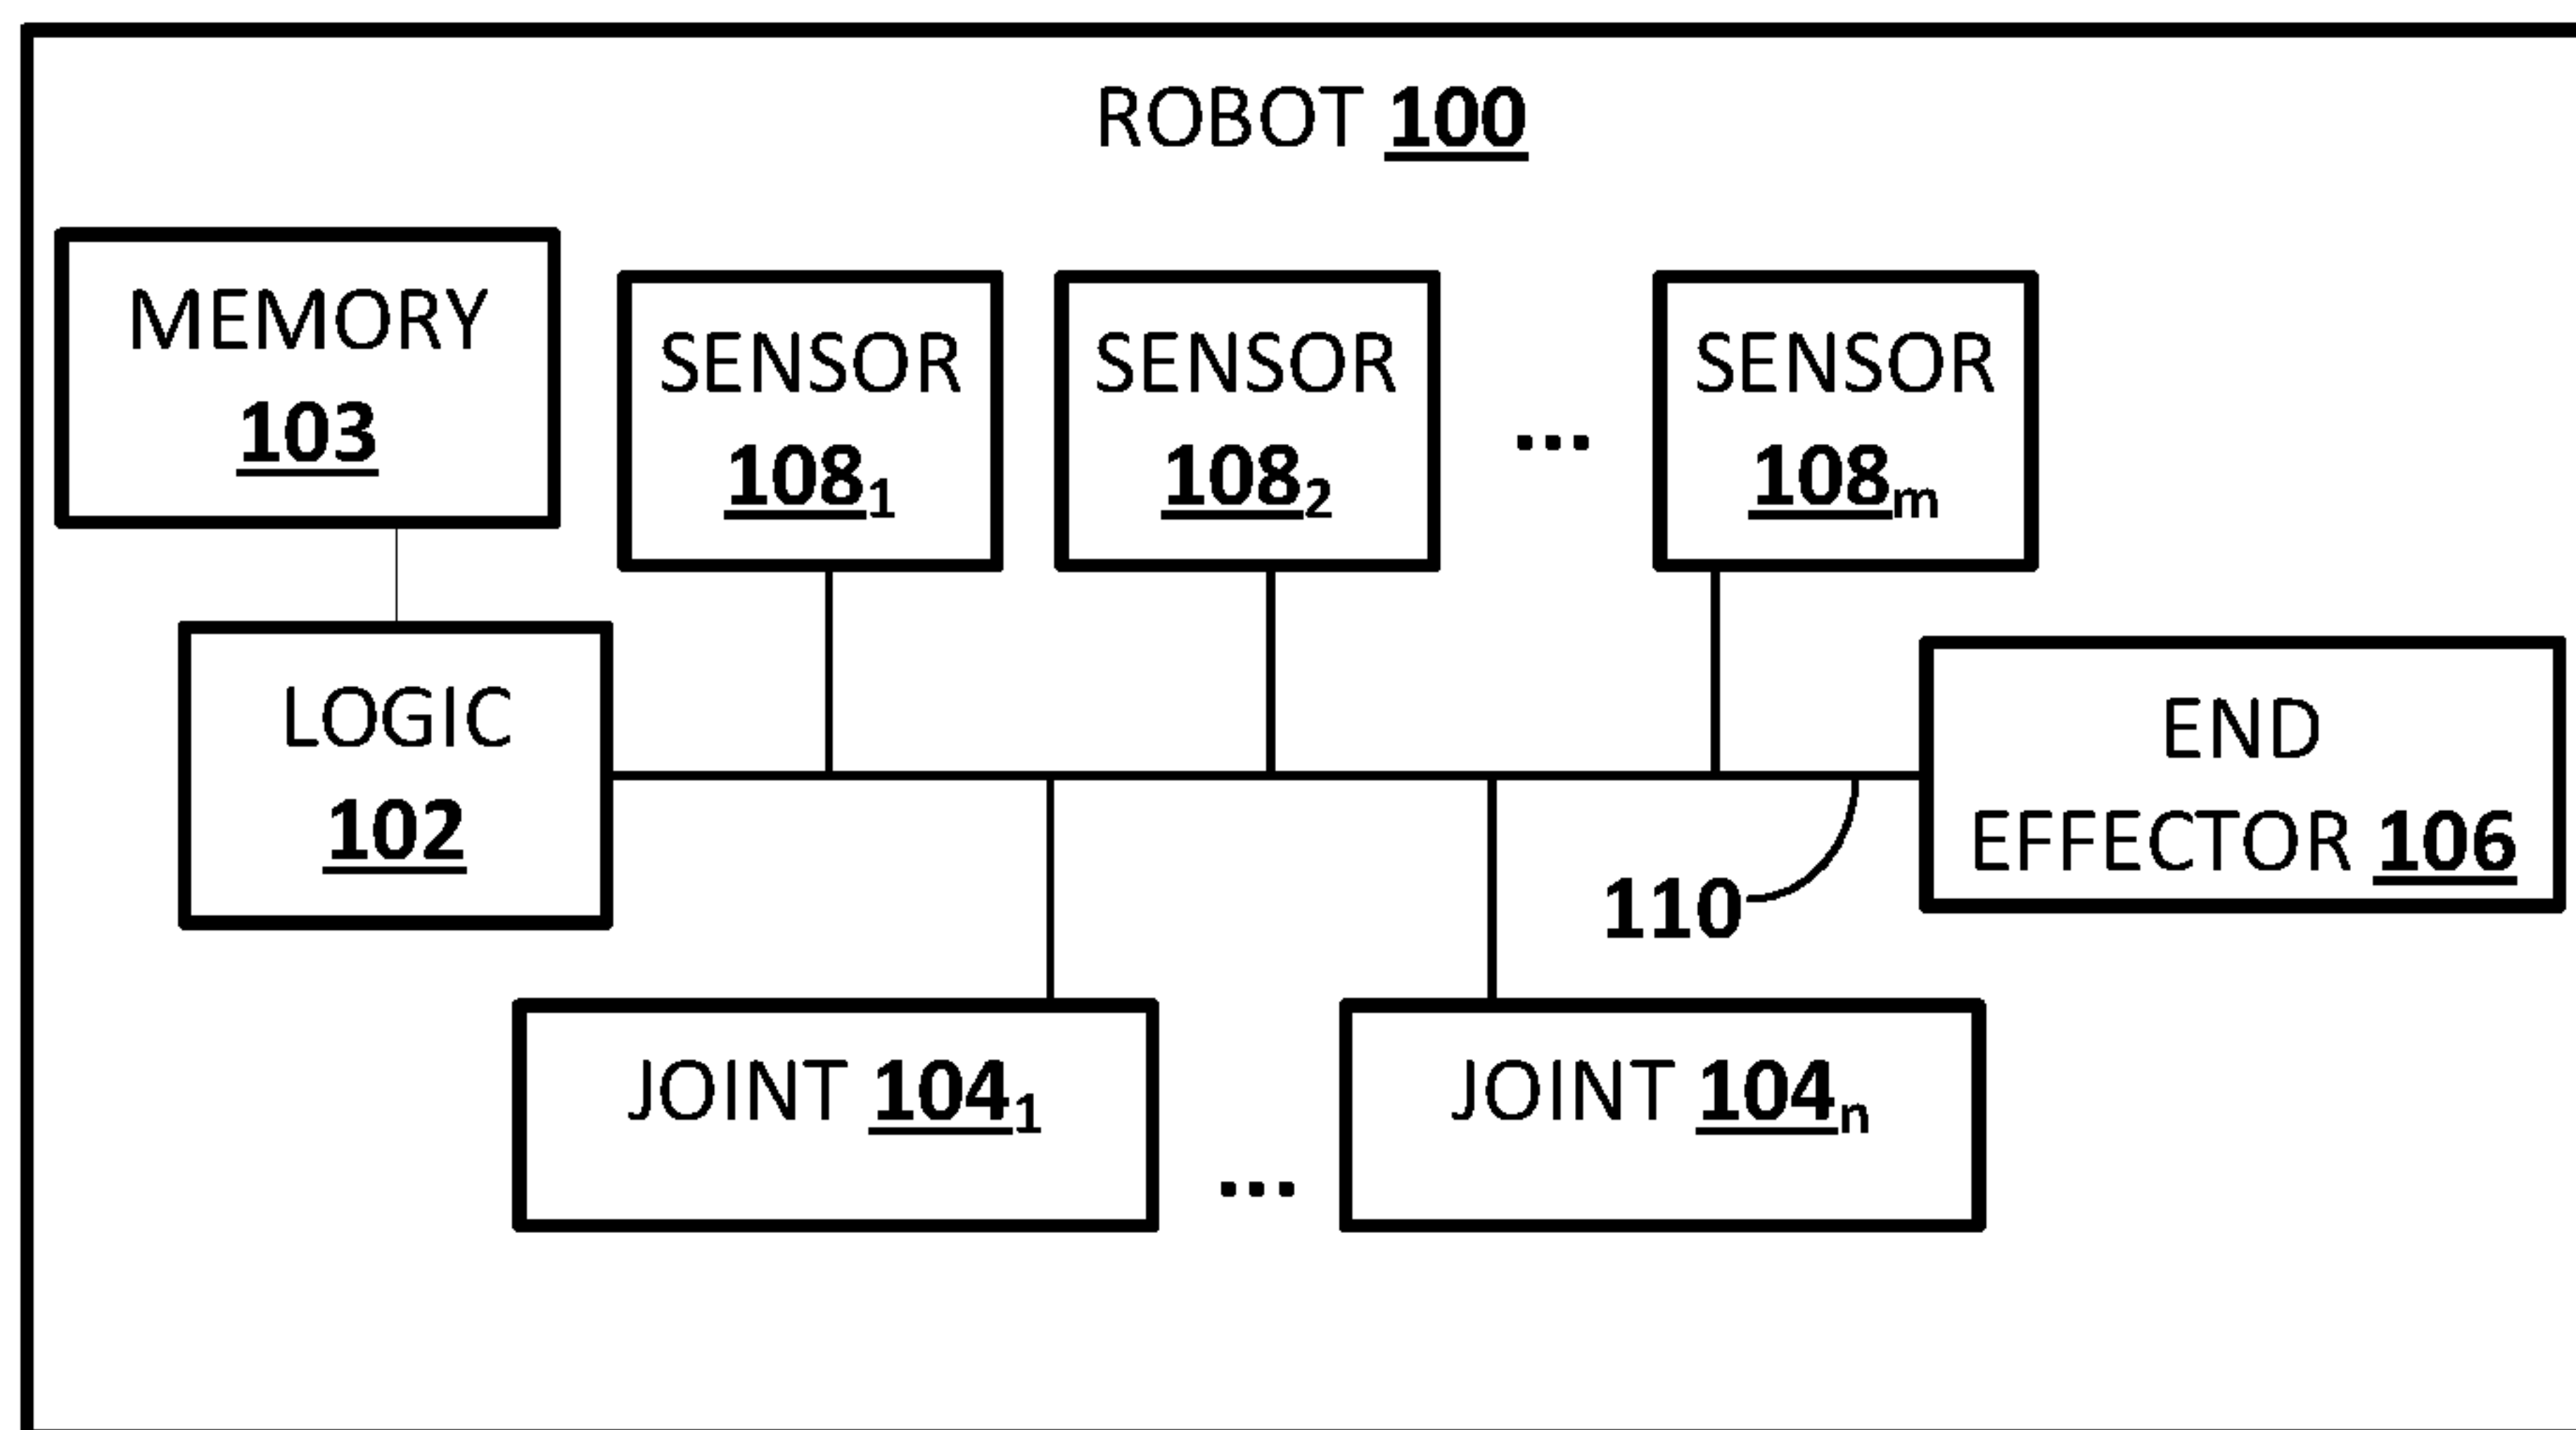 ROBOT 100
MEMORY
103
SENSOR
108₁
SENSOR
108₂
...
SENSOR
108ₘ
LOGIC
102
END
EFFECTOR 106
110
JOINT 104₁
...
JOINT 104ₙ